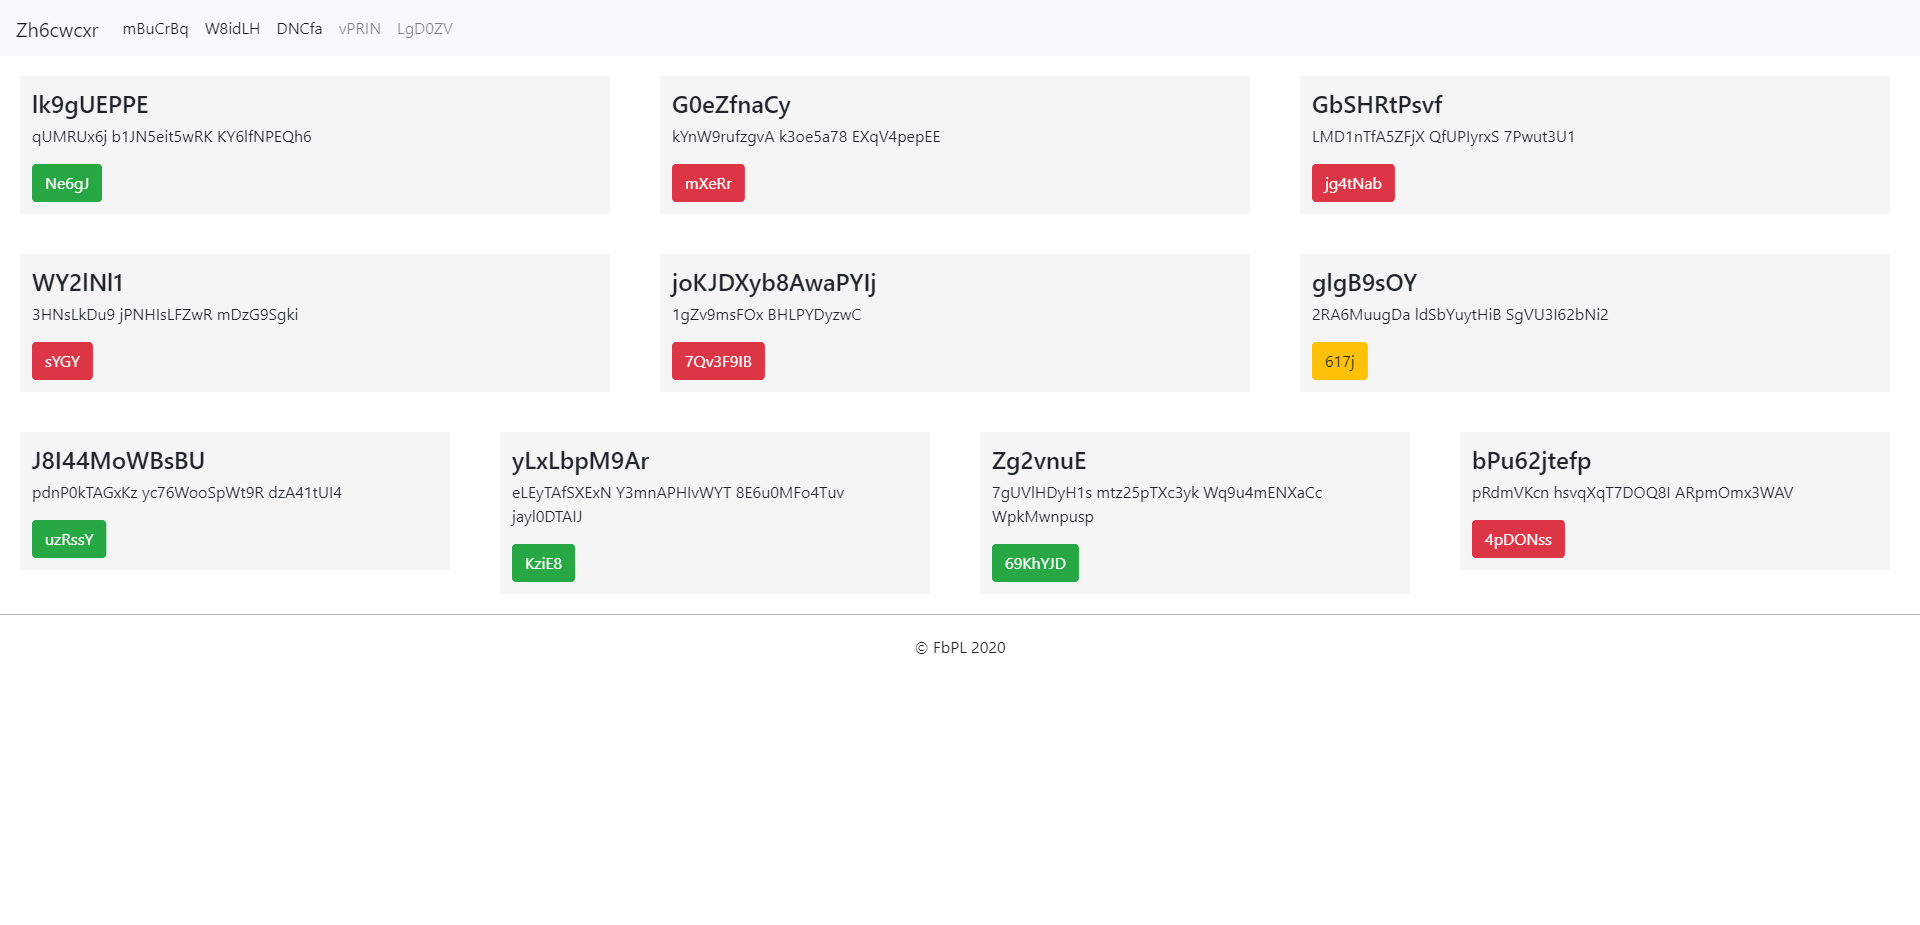 Zh6cwcxr mBuCrBq W8idLH DNCfa vPRIN LgD0ZV
lk9gUEPPE
qUMRUx6j b1JN5eit5wRK KY6lfNPEQh6
Ne6gJ
G0eZfnaCy
kYnW9rufzgvA k3oe5a78 EXqV4pepEE
mXeRr
GbSHRtPsvf
LMD1nTfA5ZFjX QfUPIyrxS 7Pwut3U1
jg4tNab
WY2lNl1
3HNsLkDu9 jPNHIsLFZwR mDzG9Sgki
sYGY
joKJDXyb8AwaPYIj
1gZv9msFOx BHLPYDyzwC
7Qv3F9IB
glgB9sOY
2RA6MuugDa ldSbYuytHiB SgVU3I62bNi2
617j
J8I44MoWBsBU
pdnP0kTAGxKz yc76WooSpWt9R dzA41tUI4
uzRssY
yLxLbpM9Ar
eLEyTAfSXExN Y3mnAPHIvWYT 8E6u0MFo4Tuv
jayl0DTAIJ
KziE8
Zg2vnuE
7gUVlHDyH1s mtz25pTXc3yk Wq9u4mENXaCc
WpkMwnpusp
69KhYJD
bPu62jtefp
pRdmVKcn hsvqXqT7DOQ8I ARpmOmx3WAV
4pDONss
© FbPL 2020